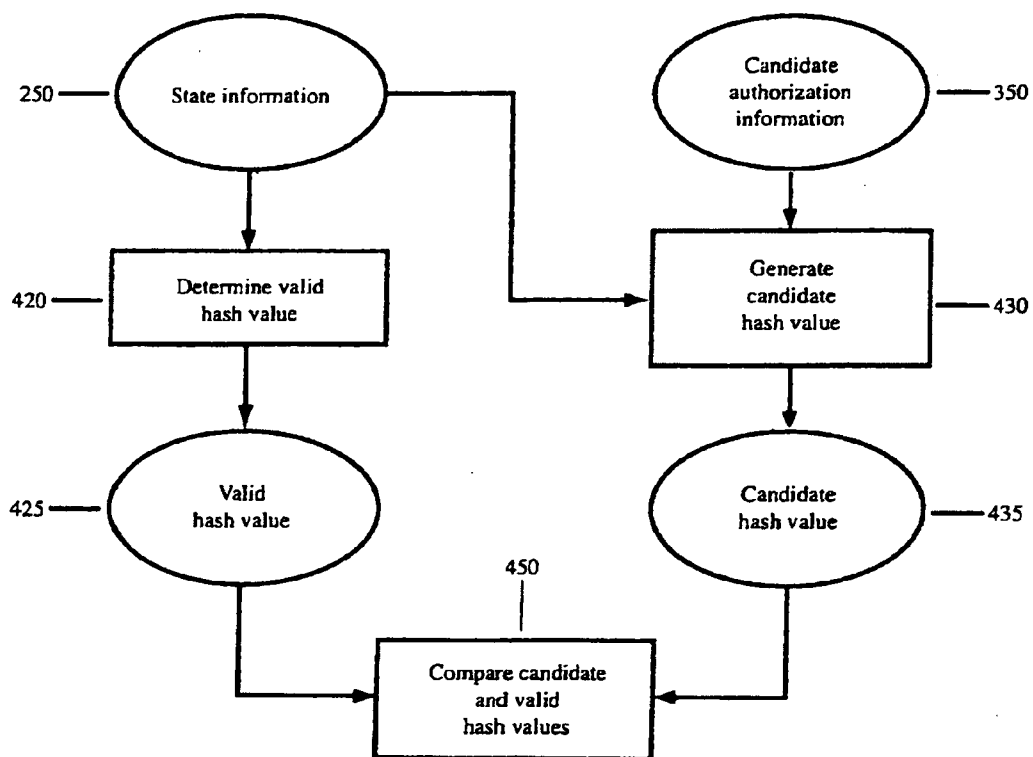 250
State information
Candidate
authorization
information
350
420
Determine valid
hash value
Generate
candidate
hash value
430
425
Valid
hash value
Candidate
hash value
435
450
Compare candidate
and valid
hash values